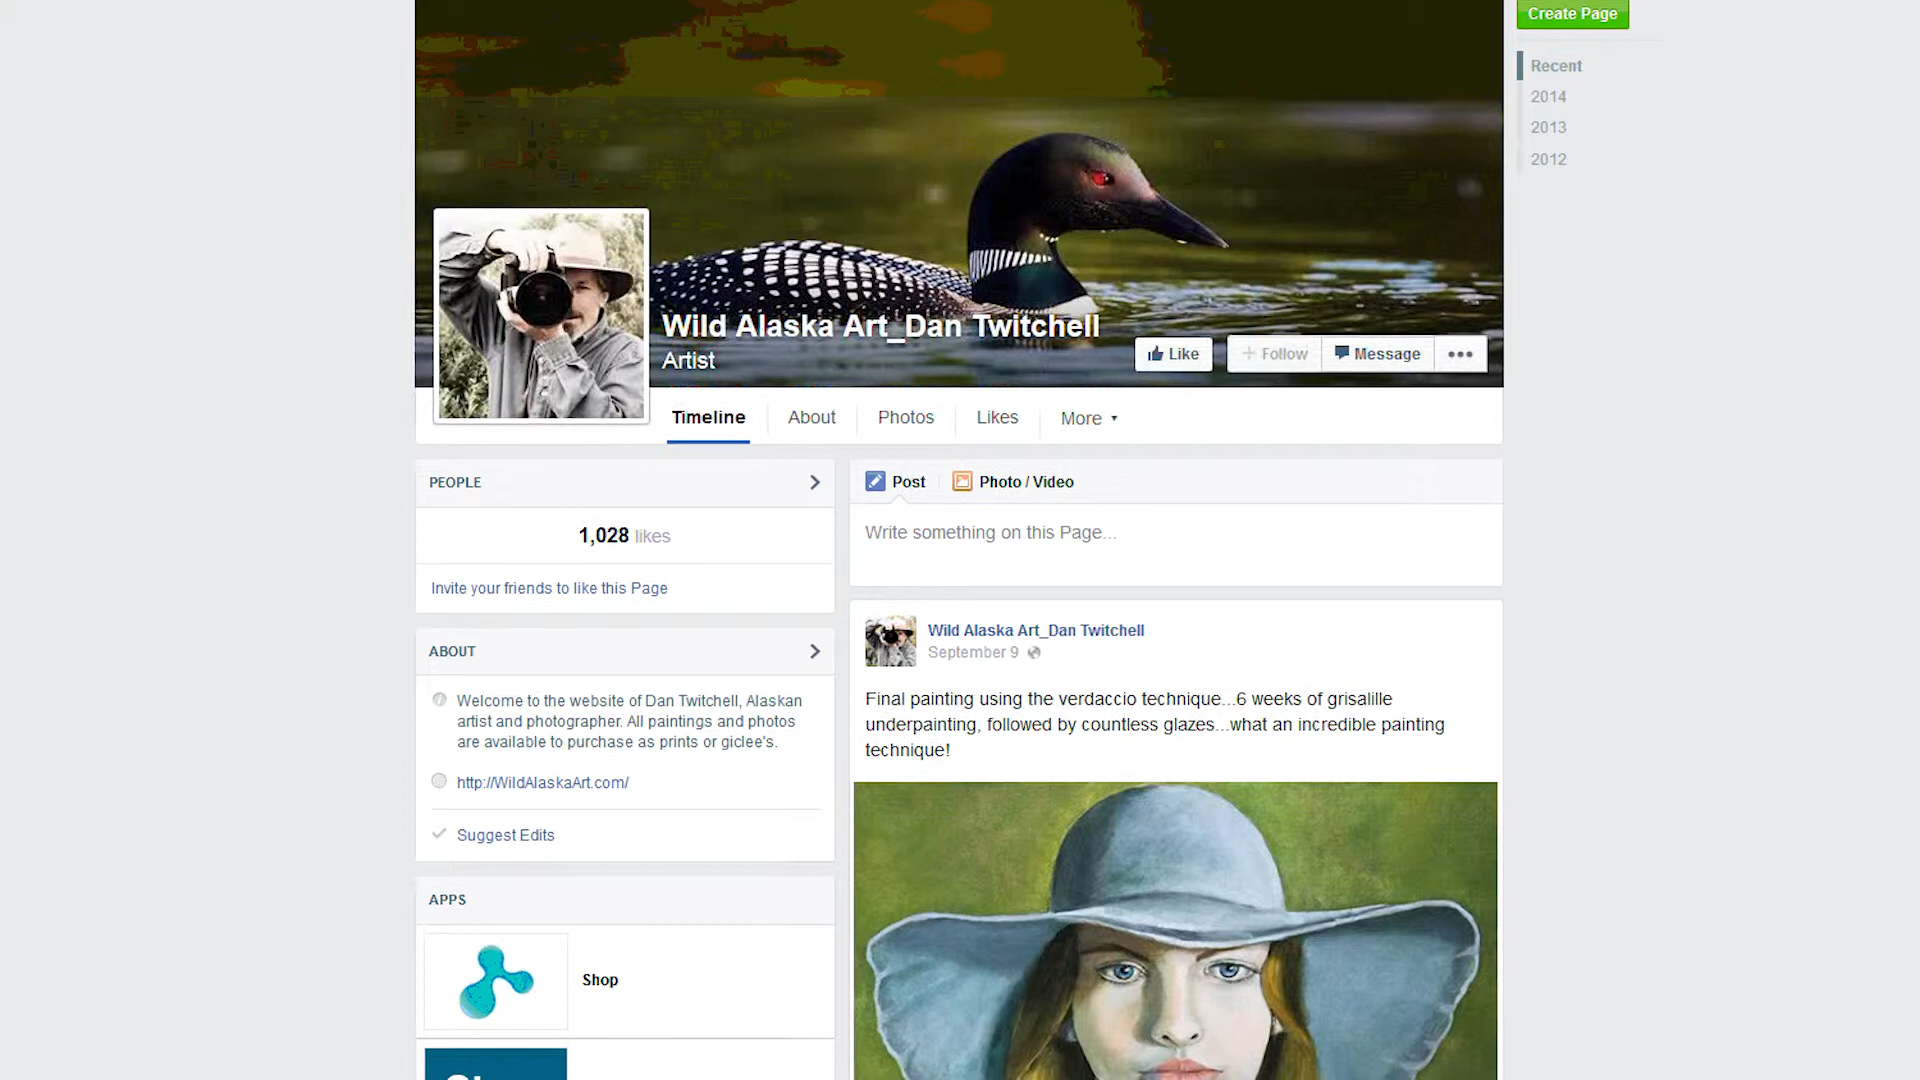 Create Page
Recent
2014
2013
2012
Wild Alaska Art_Dan Twitchell
Artist
Like
Follow
Message
Timeline
About
Photos
Likes
More
PEOPLE
1,028 likes
Invite your friends to like this Page
ABOUT
Welcome to the website of Dan Twitchell, Alaskan
artist and photographer. All paintings and photos
are available to purchase as prints or giclee's.
http://WildAlaskaArt.com/
Suggest Edits
APPS
Shop
Post
Photo / Video
Write something on this Page...
Wild Alaska Art_Dan Twitchell
September 9
Final painting using the verdaccio technique...6 weeks of grisallle
underpainting, followed by countless glazes...what an incredible painting
technique!